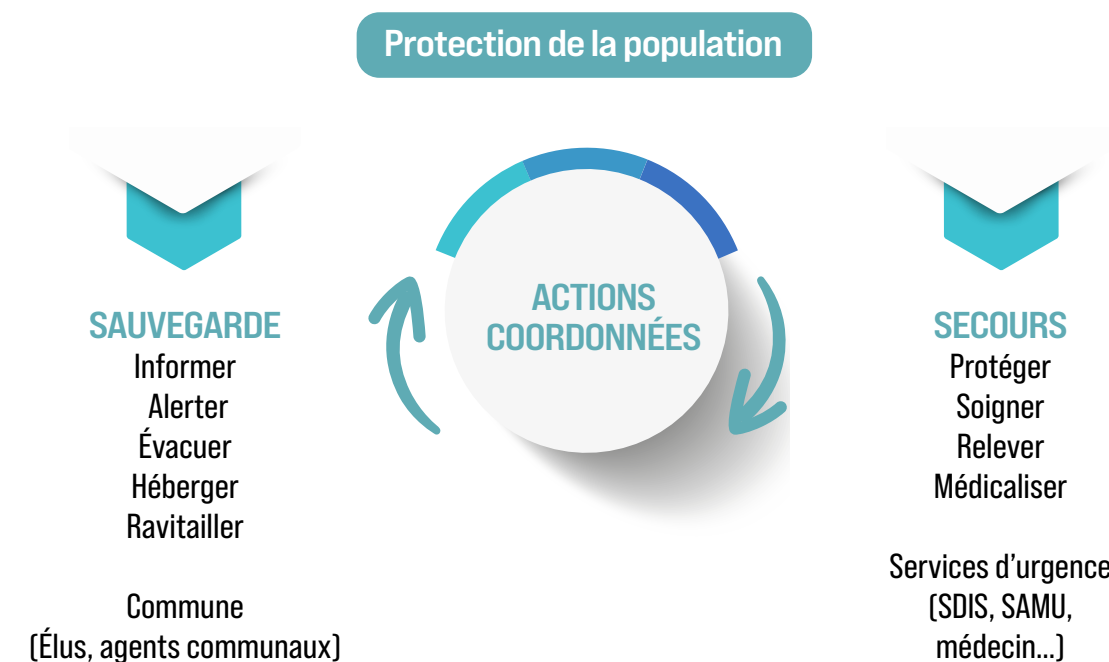 Protection de la population
SAUVEGARDE
Informer
Alerter
Évacuer
Héberger
Ravitailler
Commune
(Élus, agents communaux)
ACTIONS
COORDONNÉES
SECOURS
Protéger
Soigner
Relever
Médicaliser
Services d'urgence
(SDIS, SAMU,
médecin...)